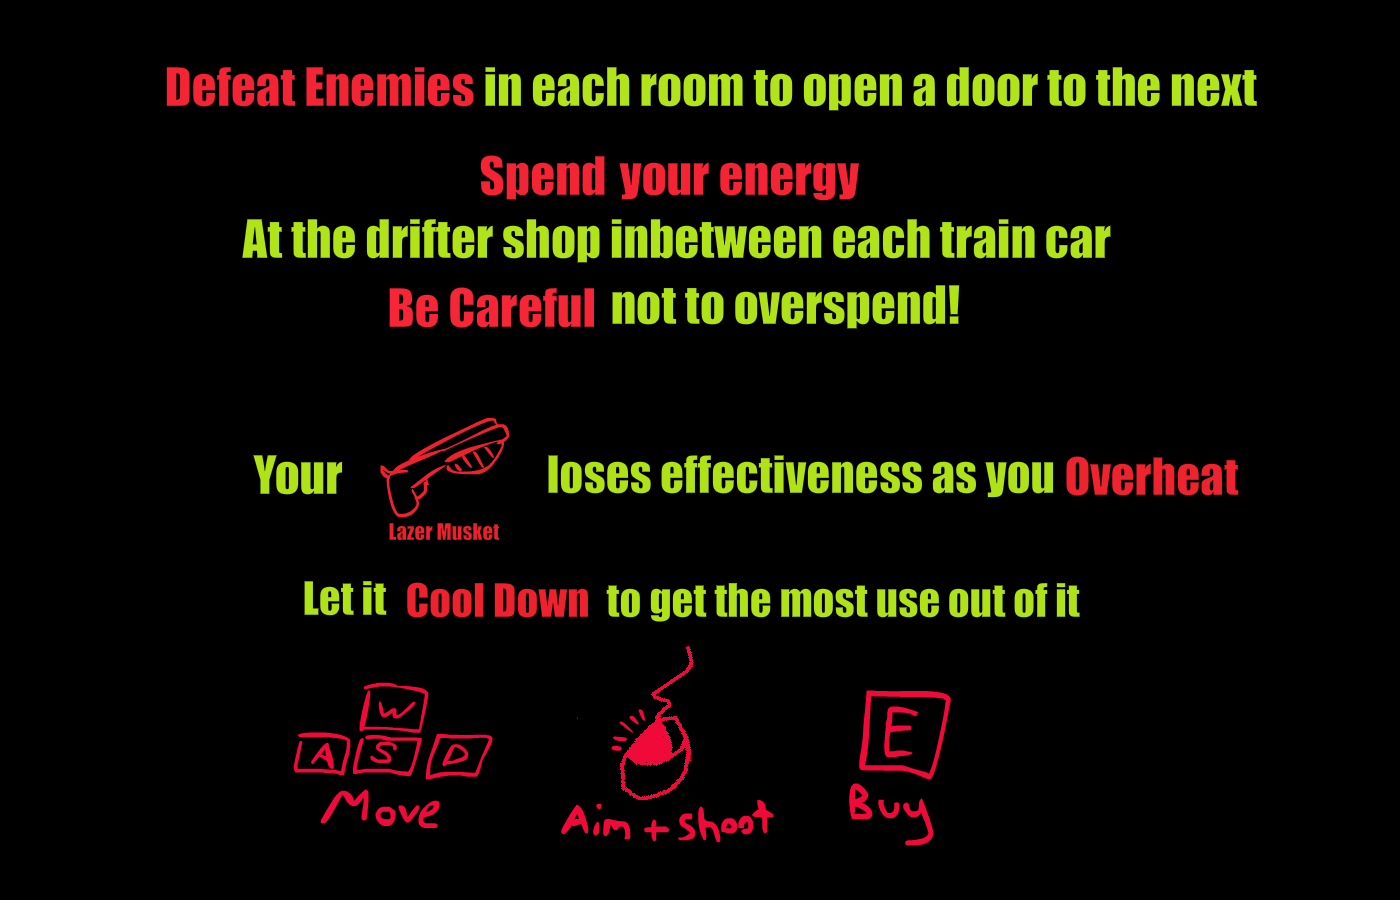 Defeat Enemies in each room to open a door to the next
Spend your energy
At the drifter shop inbetween each train car
Be Careful not to overspend!
Your loses effectiveness as you Overheat
Lazer Musket
Let it Cool Down to get the most use out of it
W
A S D
Move
Aim + shoot
E
Buy